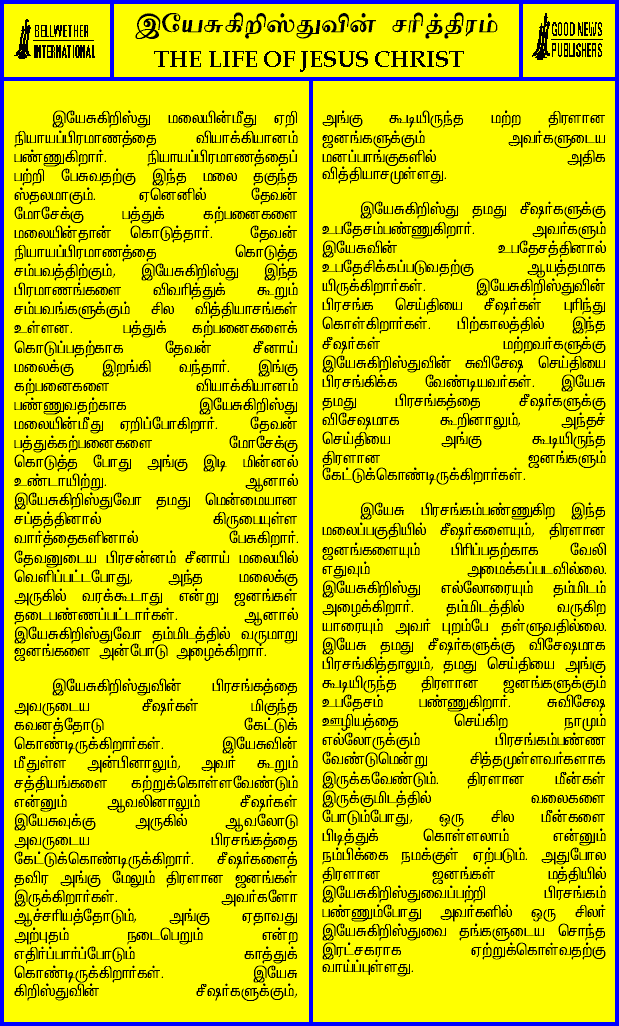 BELLWETHER
INTERNATIONAL
இயேசுகிறிஸ்துவின் சரித்திரம்
THE LIFE OF JESUS CHRIST
GOOD NEWS
PUBLISHERS
இயேசுகிறிஸ்து மலையின்மீது ஏறி
நியாயப்பிரமாணத்தை வியாக்கியானம்
பண்ணுகிறார். நியாயப்பிரமாணத்தைப்
பற்றி பேசுவதற்கு இந்த மலை தகுந்த
ஸ்தலமாகும். ஏனெனில் தேவன்
மோசேக்கு பத்துக் கற்பனைகளை
மலையின்தான் கொடுத்தார். தேவன்
நியாயப்பிரமாணத்தை கொடுத்த
சம்பவத்திற்கும், இயேசுகிறிஸ்து இந்த
பிரமாணங்களை விவரித்துக் கூறும்
சம்பவங்களுக்கும் சில வித்தியாசங்கள்
உள்ளன. பத்துக் கற்பனைகளைக்
கொடுப்பதற்காக தேவன் சீனாய்
மலைக்கு இறங்கி வந்தார். இங்கு
கற்பனைகளை வியாக்கியானம்
பண்ணுவதற்காக இயேசுகிறிஸ்து
மலையின்மீது ஏறிப்போகிறார். தேவன்
பத்துக்கற்பனைகளை மோசேக்கு
கொடுத்த போது அங்கு இடி மின்னல்
உண்டாயிற்று. ஆனால்
இயேசுகிறிஸ்துவோ தமது மென்மையான
சப்தத்தினால் கிருபையுள்ள
வார்த்தைகளினால் பேசுகிறார்.
தேவனுடைய பிரசன்னம் சீனாய் மலையில்
வெளிப்பட்டபோது, அந்த மலைக்கு
அருகில் வரக்கூடாது என்று ஜனங்கள்
தடைபண்ணப்பட்டார்கள். ஆனால்
இயேசுகிறிஸ்துவோ தம்மிடத்தில் வருமாறு
ஜனங்களை அன்போடு அழைக்கிறார்.
இயேசுகிறிஸ்துவின் பிரசங்கத்தை
அவருடைய சீஷர்கள் மிகுந்த
கவனத்தோடு கேட்டுக்
கொண்டிருக்கிறார்கள். இயேசுவின்
மீதுள்ள அன்பினாலும், அவர் கூறும்
சத்தியங்களை கற்றுக்கொள்ளவேண்டும்
என்னும் ஆவலினாலும் சீஷர்கள்
இயேசுவுக்கு அருகில் ஆவலோடு
அவருடைய பிரசங்கத்தை
கேட்டுக்கொண்டிருக்கிறார். சீஷர்களைத்
தவிர அங்கு மேலும் திரளான ஜனங்கள்
இருக்கிறார்கள். அவர்களோ
ஆச்சரியத்தோடும், அங்கு ஏதாவது
அற்புதம் நடைபெறும் என்ற
எதிர்ப்பார்ப்போடும் காத்துக்
கொண்டிருக்கிறார்கள். இயேசு
கிறிஸ்துவின் சீஷர்களுக்கும்,
அங்கு கூடியிருந்த மற்ற திரளான
ஜனங்களுக்கும் அவர்களுடைய
மனப்பாங்குகளில் அதிக
வித்தியாசமுள்ளது.
இயேசுகிறிஸ்து தமது சீஷர்களுக்கு
உபதேசம்பண்ணுகிறார். அவர்களும்
இயேசுவின் உபதேசத்தினால்
உபதேசிக்கப்படுவதற்கு ஆயத்தமாக
யிருக்கிறார்கள். இயேசுகிறிஸ்துவின்
பிரசங்க செய்தியை சீஷர்கள் புரிந்து
கொள்கிறார்கள். பிற்காலத்தில் இந்த
சீஷர்கள் மற்றவர்களுக்கு
இயேசுகிறிஸ்துவின் சுவிசேஷ செய்தியை
பிரசங்கிக்க வேண்டியவர்கள். இயேசு
தமது பிரசங்கத்தை சீஷர்களுக்கு
விசேஷமாக கூறினாலும், அந்தச்
செய்தியை அங்கு கூடியிருந்த
திரளான ஜனங்களும்
கேட்டுக்கொண்டிருக்கிறார்கள்.
இயேசு பிரசங்கம்பண்ணுகிற இந்த
மலைப்பகுதியில் சீஷர்களையும், திரளான
ஜனங்களையும் பிரிப்பதற்காக வேலி
எதுவும் அமைக்கப்படவில்லை.
இயேசுகிறிஸ்து எல்லோரையும் தம்மிடம்
அழைக்கிறார். தம்மிடத்தில் வருகிற
யாரையும் அவர் புறம்பே தள்ளுவதில்லை.
இயேசு தமது சீஷர்களுக்கு விசேஷமாக
பிரசங்கித்தாலும், தமது செய்தியை அங்கு
கூடியிருந்த திரளான ஜனங்களுக்கும்
உபதேசம் பண்ணுகிறார். சுவிசேஷ
ஊழியத்தை செய்கிற நாமும்
எல்லோருக்கும் பிரசங்கம்பண்ண
வேண்டுமென்று சித்தமுள்ளவர்களாக
இருக்கவேண்டும். திரளான மீன்கள்
இருக்குமிடத்தில் வலைகளை
போடும்போது, ஒரு சில மீன்களை
பிடித்துக் கொள்ளலாம் என்னும்
நம்பிக்கை நமக்குள் ஏற்படும். அதுபோல
திரளான ஜனங்கள் மத்தியில்
இயேசுகிறிஸ்துவைப்பற்றி பிரசங்கம்
பண்ணும்போது அவர்களில் ஒரு சிலர்
இயேசுகிறிஸ்துவை தங்களுடைய சொந்த
இரட்சகராக ஏற்றுக்கொள்வதற்கு
வாய்ப்புள்ளது.